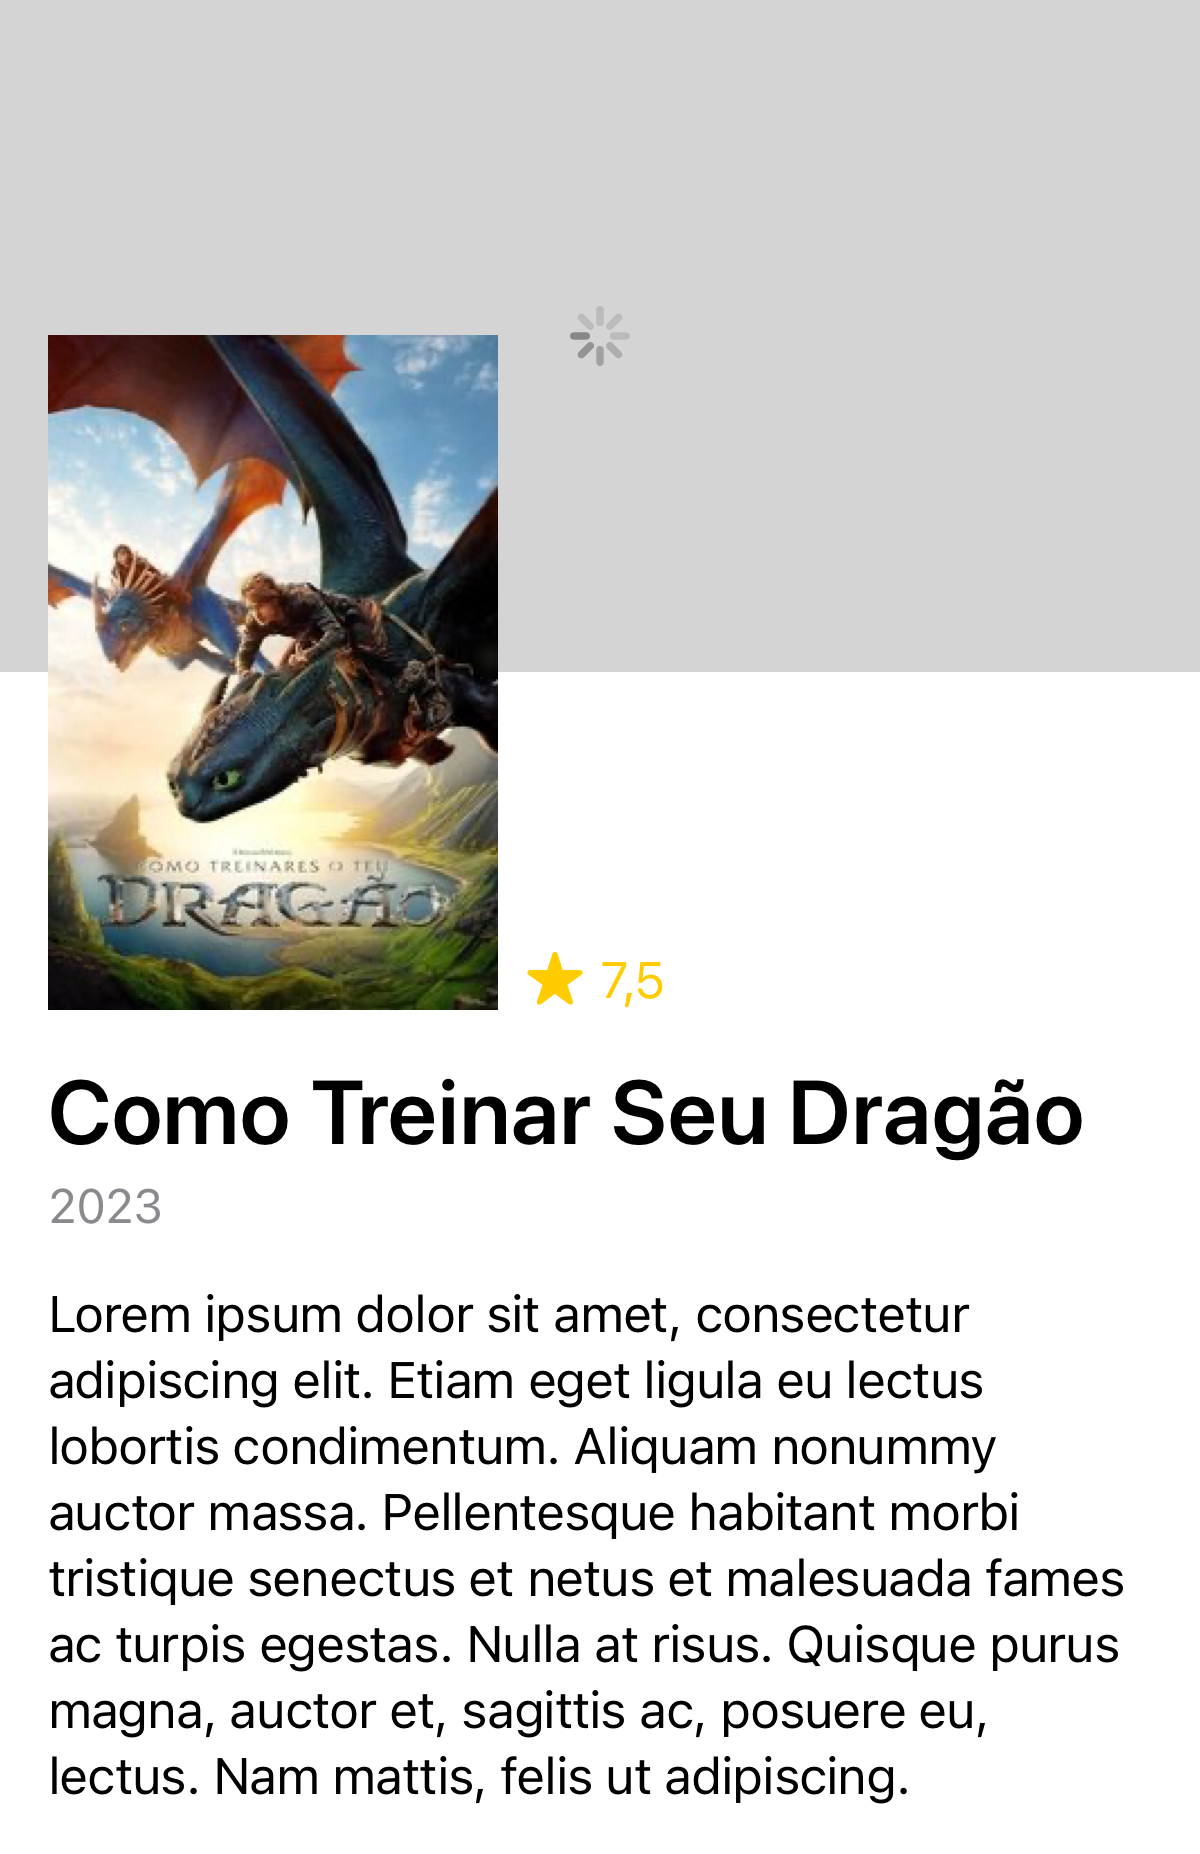 COMO TREINARES O TEU
DRAGÃO
7,5
Como Treinar Seu Dragão
2023
Lorem ipsum dolor sit amet, consectetur
adipiscing elit. Etiam eget ligula eu lectus
lobortis condimentum. Aliquam nonummy
auctor massa. Pellentesque habitant morbi
tristique senectus et netus et malesuada fames
ac turpis egestas. Nulla at risus. Quisque purus
magna, auctor et, sagittis ac, posuere eu,
lectus. Nam mattis, felis ut adipiscing.